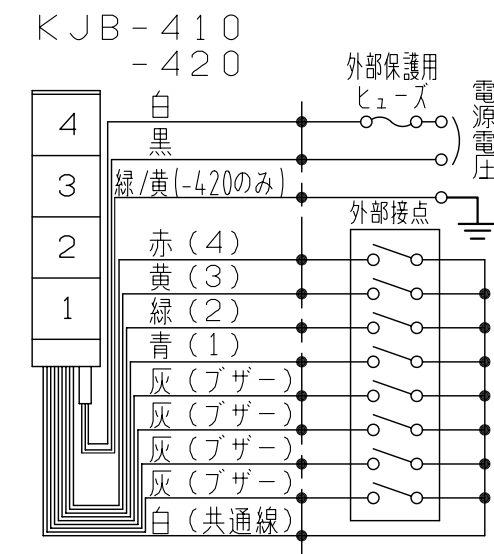 KJB-410
-420
外部保護用
ヒューズ
電源電圧
白
黒
緑/黄(-420のみ)
外部接点
4
3
2
1
赤(4)
黄(3)
緑(2)
青(1)
灰(ブザー)
灰(ブザー)
灰(ブザー)
灰(ブザー)
白(共通線)